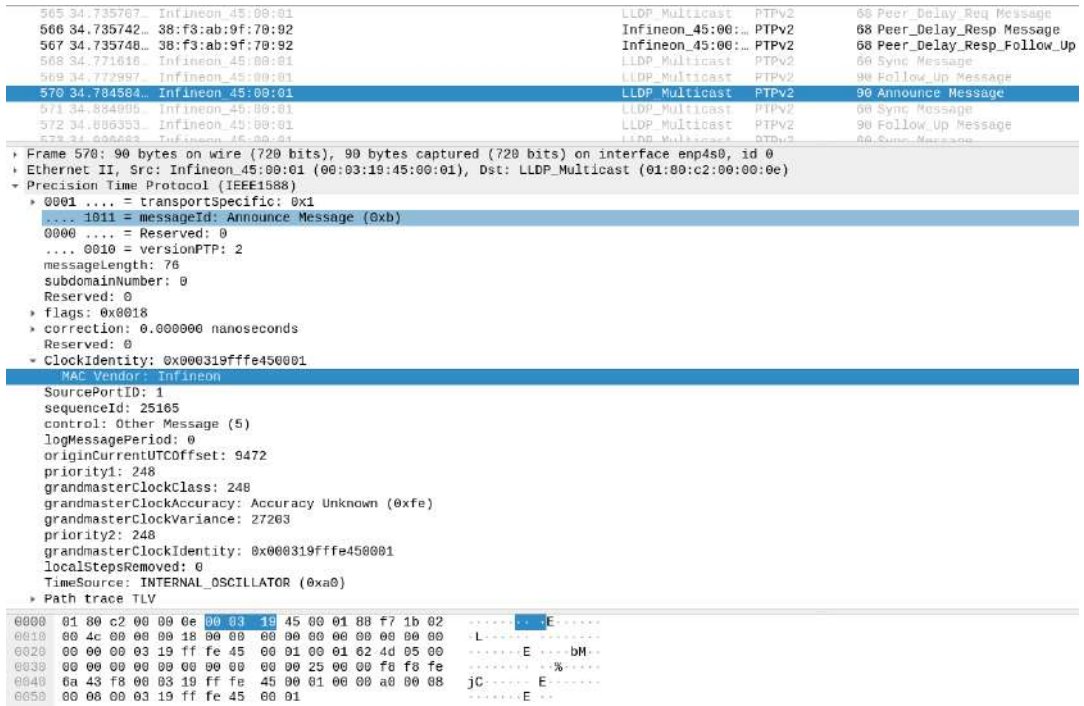 565 34.735707… Infineon_45:00:01 LLDP_Multicast PTPv2 68 Peer_Delay_Req Message
566 34.735742… 38:f3:ab:9f:70:92 Infineon_45:00:… PTPv2 68 Peer_Delay_Resp Message
567 34.735748… 38:f3:ab:9f:70:92 Infineon_45:00:… PTPv2 68 Peer_Delay_Resp_Follow_Up
568 34.771616… Infineon_45:00:01 LLDP_Multicast PTPv2 60 Sync Message
569 34.772997… Infineon_45:00:01 LLDP_Multicast PTPv2 90 Follow_Up Message
570 34.784584… Infineon_45:00:01 LLDP_Multicast PTPv2 90 Announce Message
571 34.884995… Infineon_45:00:01 LLDP_Multicast PTPv2 60 Sync Message
572 34.886353… Infineon_45:00:01 LLDP_Multicast PTPv2 90 Follow_Up Message
Frame 570: 90 bytes on wire (720 bits), 90 bytes captured (720 bits) on interface enp4s0, id 0
Ethernet II, Src: Infineon_45:00:01 (00:03:19:45:00:01), Dst: LLDP_Multicast (01:80:c2:00:00:0e)
Precision Time Protocol (IEEE1588)
0001 .... = transportSpecific: 0x1
.... 1011 = messageId: Announce Message (0xb)
0000 .... = Reserved: 0
.... 0010 = versionPTP: 2
messageLength: 76
subdomainNumber: 0
Reserved: 0
flags: 0x0018
correction: 0.000000 nanoseconds
Reserved: 0
ClockIdentity: 0x000319fffe450001
MAC Vendor: Infineon
SourcePortID: 1
sequenceId: 25165
control: Other Message (5)
logMessagePeriod: 0
originCurrentUTCOffset: 9472
priority1: 248
grandmasterClockClass: 248
grandmasterClockAccuracy: Accuracy Unknown (0xfe)
grandmasterClockVariance: 27203
priority2: 248
grandmasterClockIdentity: 0x000319fffe450001
localStepsRemoved: 0
TimeSource: INTERNAL_OSCILLATOR (0xa0)
Path trace TLV
0000 01 80 c2 00 00 0e 00 03 19 45 00 01 88 f7 1b 02 ·········E······
0010 00 4c 00 00 00 18 00 00 00 00 00 00 00 00 00 00 ·L··············
0020 00 00 00 03 19 ff fe 45 00 01 00 01 62 4d 05 00 ·······E····bM··
0030 00 00 00 00 00 00 00 00 00 00 25 00 00 f8 f8 fe ··········%·····
0040 6a 43 f8 00 03 19 ff fe 45 00 01 00 00 a0 00 08 jC······E·······
0050 00 08 00 03 19 ff fe 45 00 01 ·······E··